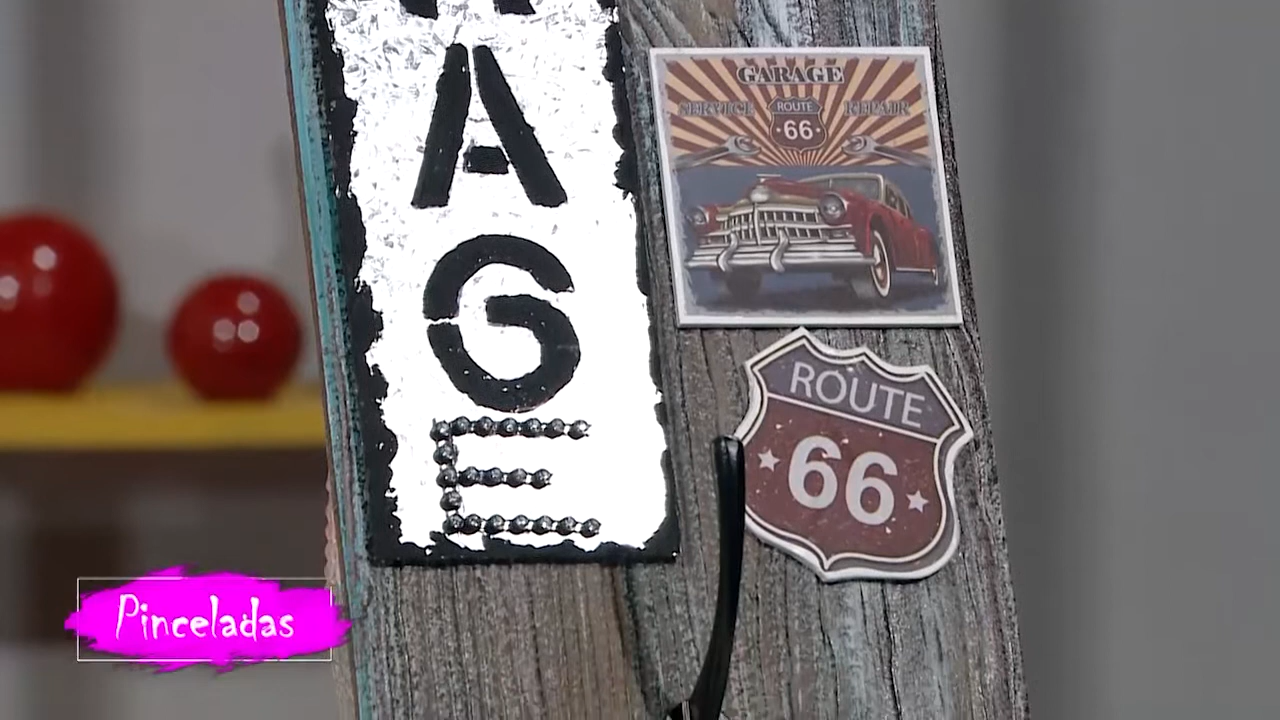 A
G
E
GARAGE
SERVICE REPAIR
ROUTE
66
ROUTE
66
Pinceladas